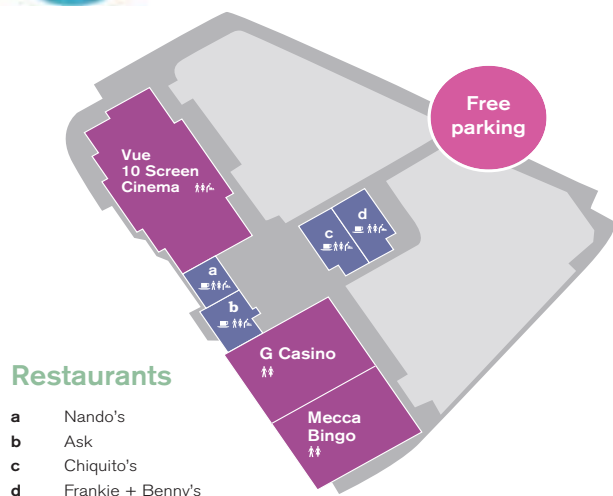 Free
parking
Vue
10 Screen
Cinema
d
c
a
b
G Casino
Mecca
Bingo
Restaurants
a Nando's
b Ask
c Chiquito's
d Frankie + Benny's